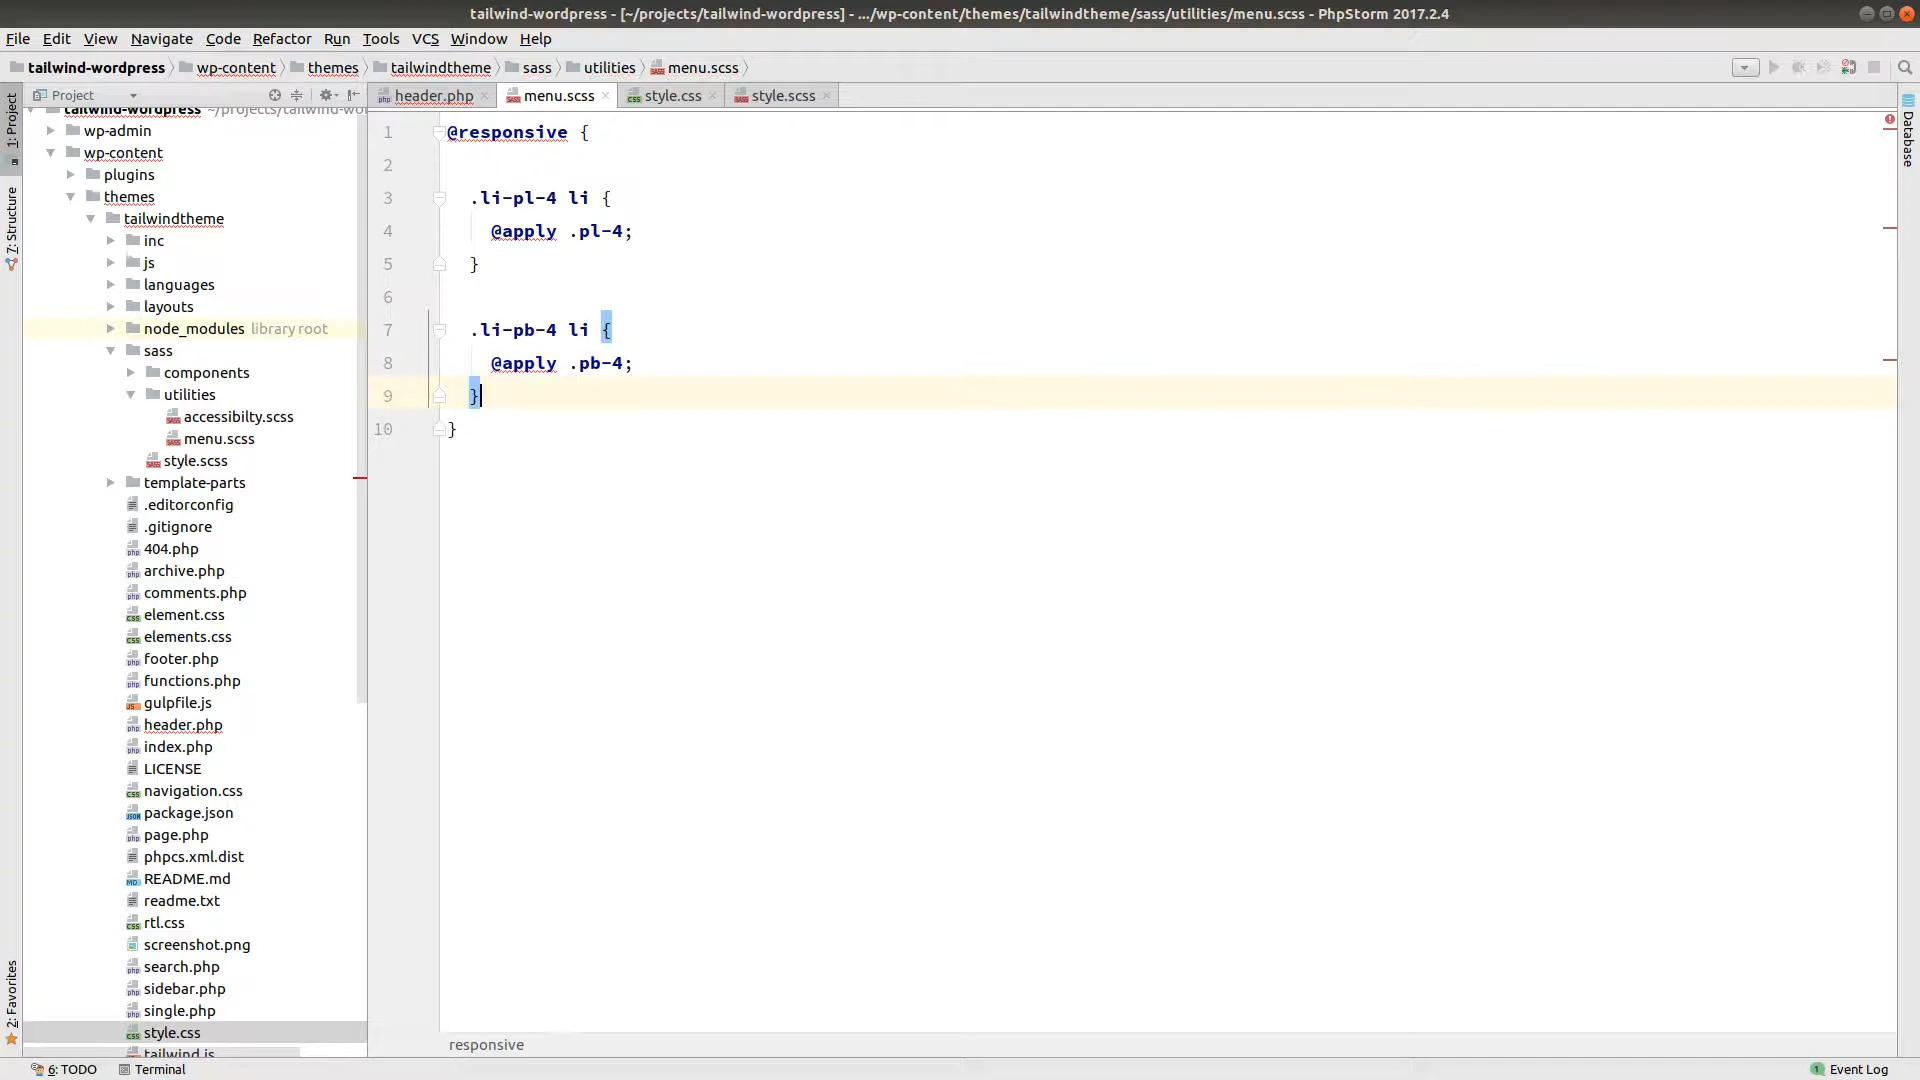 tailwind-wordpress - [~/projects/tailwind-wordpress] - .../wp-content/themes/tailwindtheme/sass/utilities/menu.scss - PhpStorm 2017.2.4
File Edit View Navigate Code Refactor Run Tools VCS Window Help
tailwind-wordpress wp-content themes tailwindtheme sass utilities menu.scss
Project
header.php menu.scss style.css style.scss
1: Project
7: Structure
2: Favorites
Database
tailwind-wordpress ~/projects/tailwind-wor
wp-admin
wp-content
plugins
themes
tailwindtheme
inc
js
languages
layouts
node_modules library root
sass
components
utilities
accessibilty.scss
menu.scss
style.scss
template-parts
.editorconfig
.gitignore
404.php
archive.php
comments.php
element.css
elements.css
footer.php
functions.php
gulpfile.js
header.php
index.php
LICENSE
navigation.css
package.json
page.php
phpcs.xml.dist
README.md
readme.txt
rtl.css
screenshot.png
search.php
sidebar.php
single.php
style.css
tailwind.js
1 @responsive {
2
3 .li-pl-4 li {
4 @apply .pl-4;
5 }
6
7 .li-pb-4 li {
8 @apply .pb-4;
9 }
10 }
responsive
6: TODO Terminal
1 Event Log